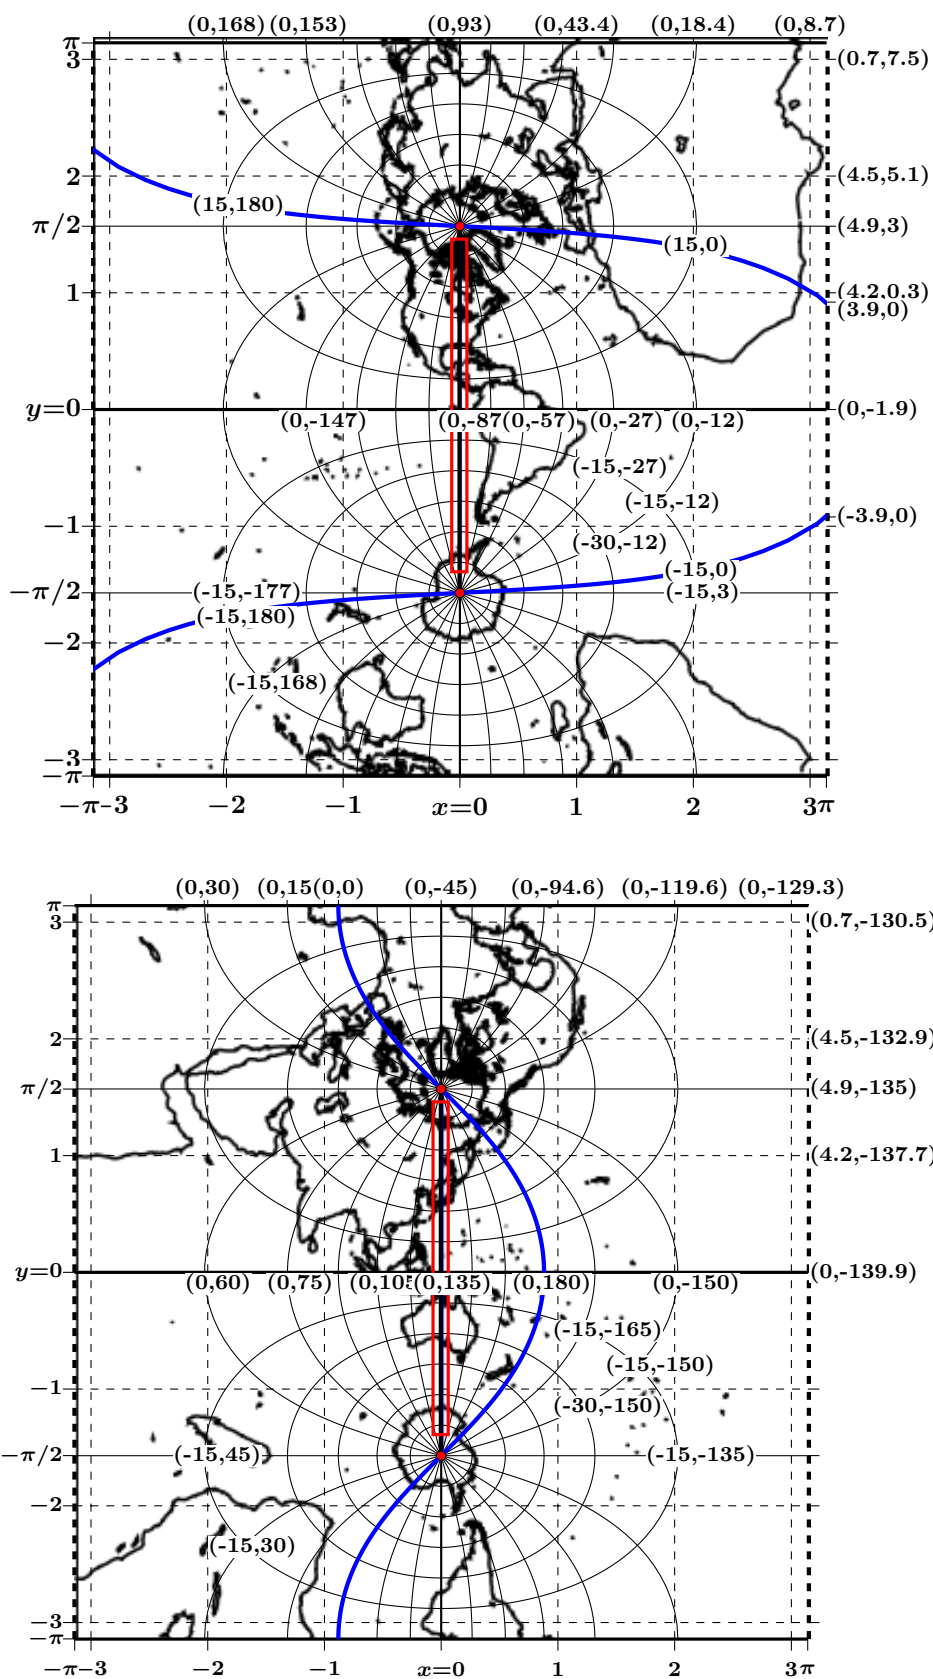 (0,168) (0,153) (0,93) (0,43.4) (0,18.4) (0,8.7)
π
3 (0.7,7.5)
2 (4.5,5.1)
(15,180)
π/2 (4.9,3)
(15,0)
1 (4.2,0.3)
(3.9,0)
y=0 (0,-1.9)
(0,-147) (0,-87) (0,-57) (0,-27) (0,-12)
(-15,-27)
(-15,-12)
−1 (-3.9,0)
(-30,-12)
(-15,0)
−π/2 (-15,-177) (-15,3)
(-15,180)
−2
(-15,168)
−3
−π
−π -3 −2 −1 x=0 1 2 3 π
(0,30) (0,15) (0,0) (0,-45) (0,-94.6) (0,-119.6) (0,-129.3)
π
3 (0.7,-130.5)
2 (4.5,-132.9)
π/2 (4.9,-135)
1 (4.2,-137.7)
y=0 (0,-139.9)
(0,60) (0,75) (0,105 (0,135) (0,180) (0,-150)
(-15,-165)
(-15,-150)
−1
(-30,-150)
−π/2 (-15,45) (-15,-135)
−2
(-15,30)
−3
−π
−π -3 −2 −1 x=0 1 2 3 π